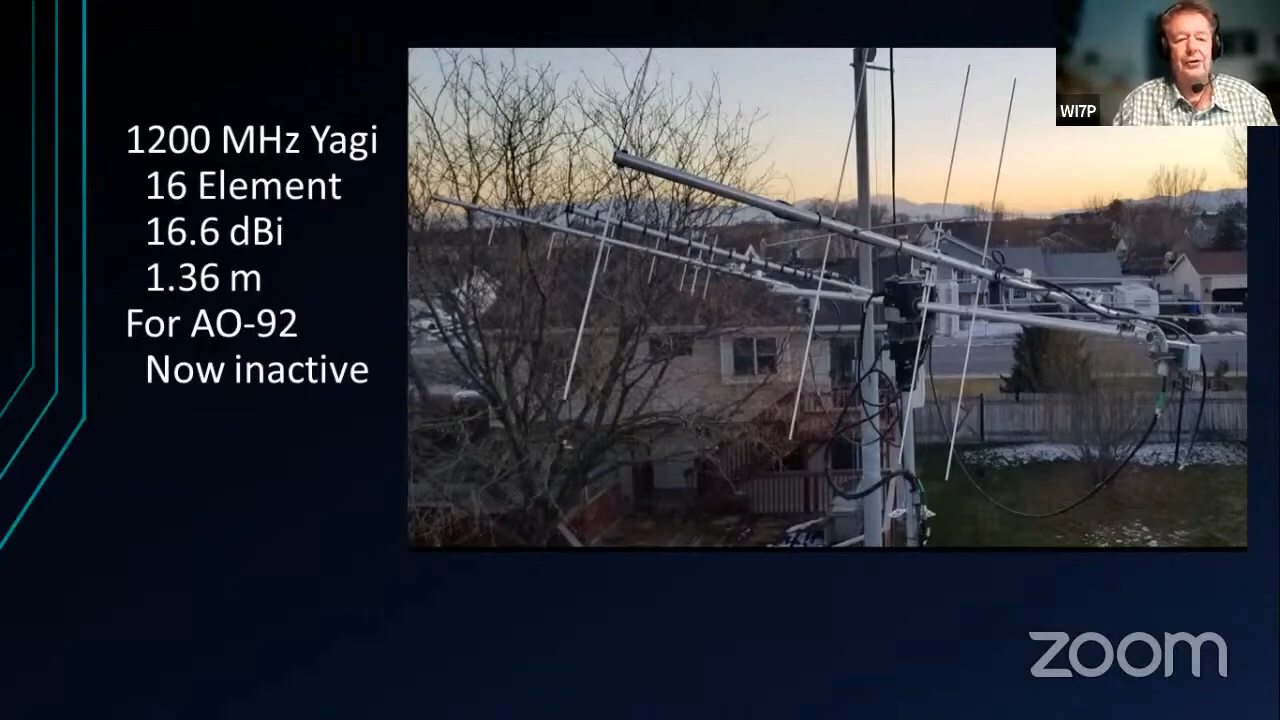 1200 MHz Yagi
16 Element
16.6 dBi
1.36 m
For AO-92
Now inactive
WI7P
zoom